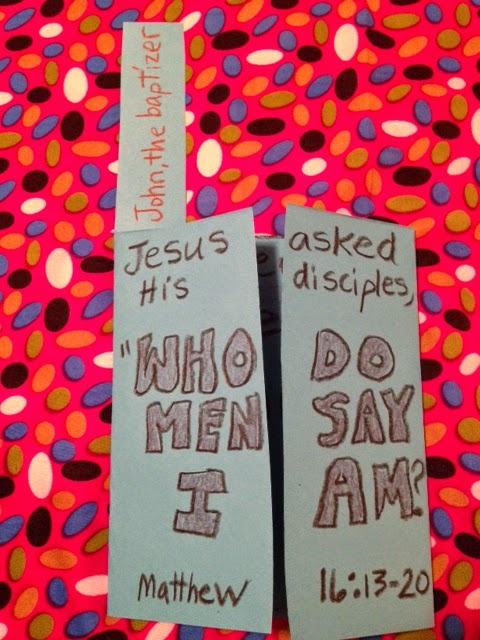 John, the baptizer
Jesus asked
His disciples,
"WHO DO
MEN SAY
I AM?
Matthew 16:13-20